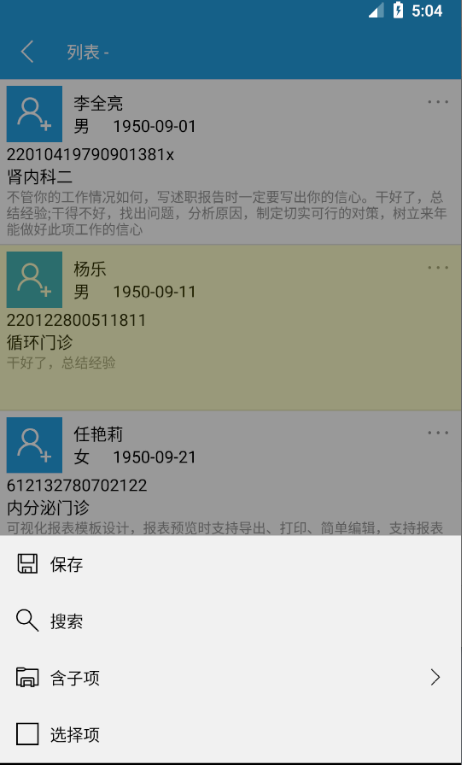 5:04
列表 -
李全亮
男 1950-09-01
22010419790901381x
肾内科二
不管你的工作情况如何，写述职报告时一定要写出你的信心。干好了，总
结经验;干得不好，找出问题，分析原因，制定切实可行的对策，树立来年
能做好此项工作的信心
杨乐
男 1950-09-11
220122800511811
循环门诊
干好了，总结经验
任艳莉
女 1950-09-21
612132780702122
内分泌门诊
可视化报表模板设计，报表预览时支持导出、打印、简单编辑，支持报表
保存
搜索
含子项
选择项